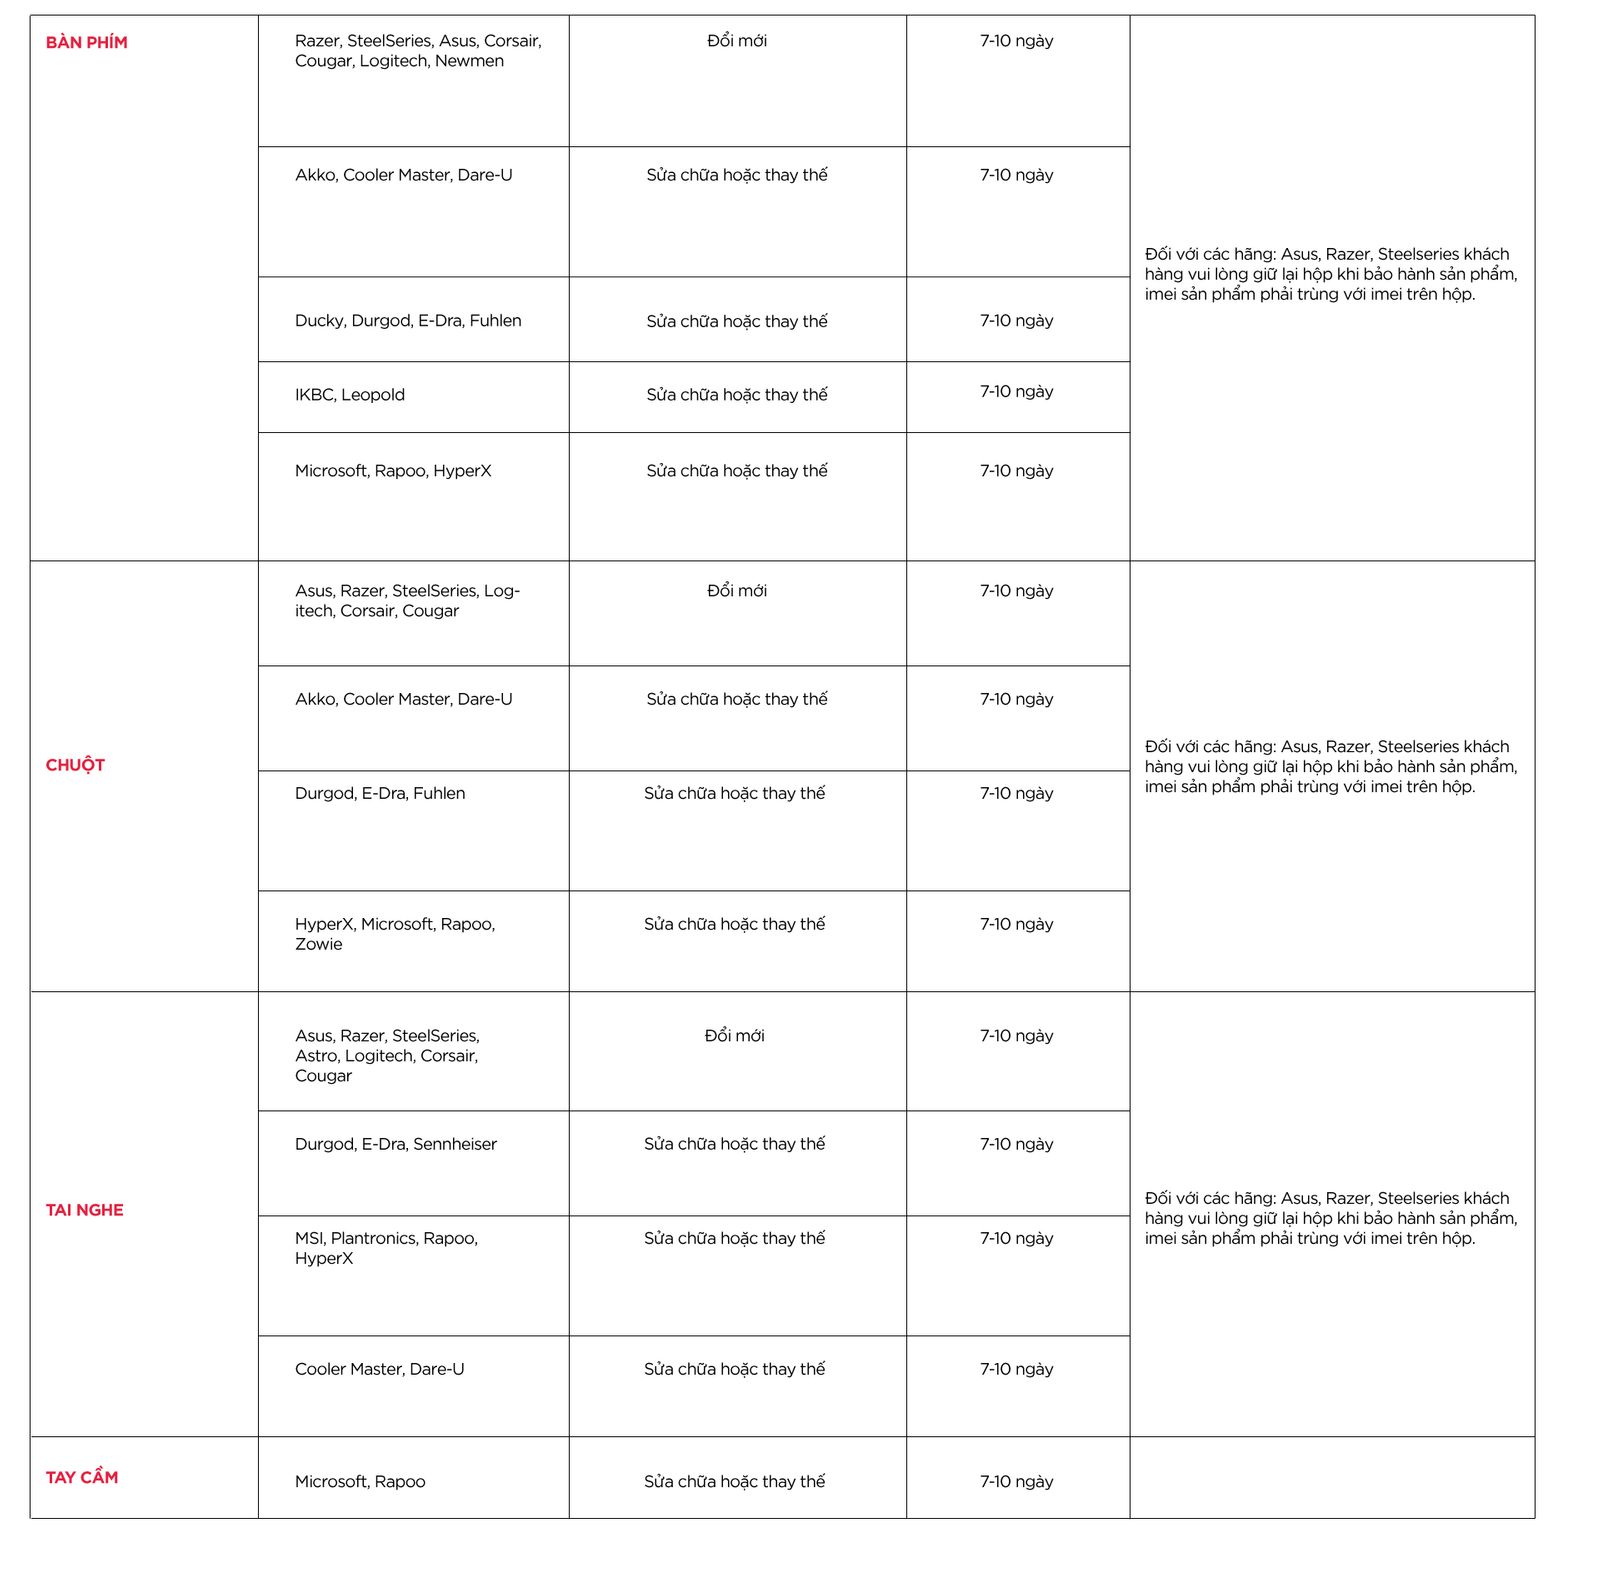 BÀN PHÍM
Razer, SteelSeries, Asus, Corsair,
Cougar, Logitech, Newmen
Đổi mới
7-10 ngày
Akko, Cooler Master, Dare-U
Sửa chữa hoặc thay thế
7-10 ngày
Đối với các hãng: Asus, Razer, Steelseries khách
hàng vui lòng giữ lại hộp khi bảo hành sản phẩm,
imei sản phẩm phải trùng với imei trên hộp.
Ducky, Durgod, E-Dra, Fuhlen
Sửa chữa hoặc thay thế
7-10 ngày
IKBC, Leopold
Sửa chữa hoặc thay thế
7-10 ngày
Microsoft, Rapoo, HyperX
Sửa chữa hoặc thay thế
7-10 ngày
CHUỘT
Asus, Razer, SteelSeries, Log-
itech, Corsair, Cougar
Đổi mới
7-10 ngày
Akko, Cooler Master, Dare-U
Sửa chữa hoặc thay thế
7-10 ngày
Đối với các hãng: Asus, Razer, Steelseries khách
hàng vui lòng giữ lại hộp khi bảo hành sản phẩm,
imei sản phẩm phải trùng với imei trên hộp.
Durgod, E-Dra, Fuhlen
Sửa chữa hoặc thay thế
7-10 ngày
HyperX, Microsoft, Rapoo,
Zowie
Sửa chữa hoặc thay thế
7-10 ngày
TAI NGHE
Asus, Razer, SteelSeries,
Astro, Logitech, Corsair,
Cougar
Đổi mới
7-10 ngày
Durgod, E-Dra, Sennheiser
Sửa chữa hoặc thay thế
7-10 ngày
Đối với các hãng: Asus, Razer, Steelseries khách
hàng vui lòng giữ lại hộp khi bảo hành sản phẩm,
imei sản phẩm phải trùng với imei trên hộp.
MSI, Plantronics, Rapoo,
HyperX
Sửa chữa hoặc thay thế
7-10 ngày
Cooler Master, Dare-U
Sửa chữa hoặc thay thế
7-10 ngày
TAY CẦM
Microsoft, Rapoo
Sửa chữa hoặc thay thế
7-10 ngày